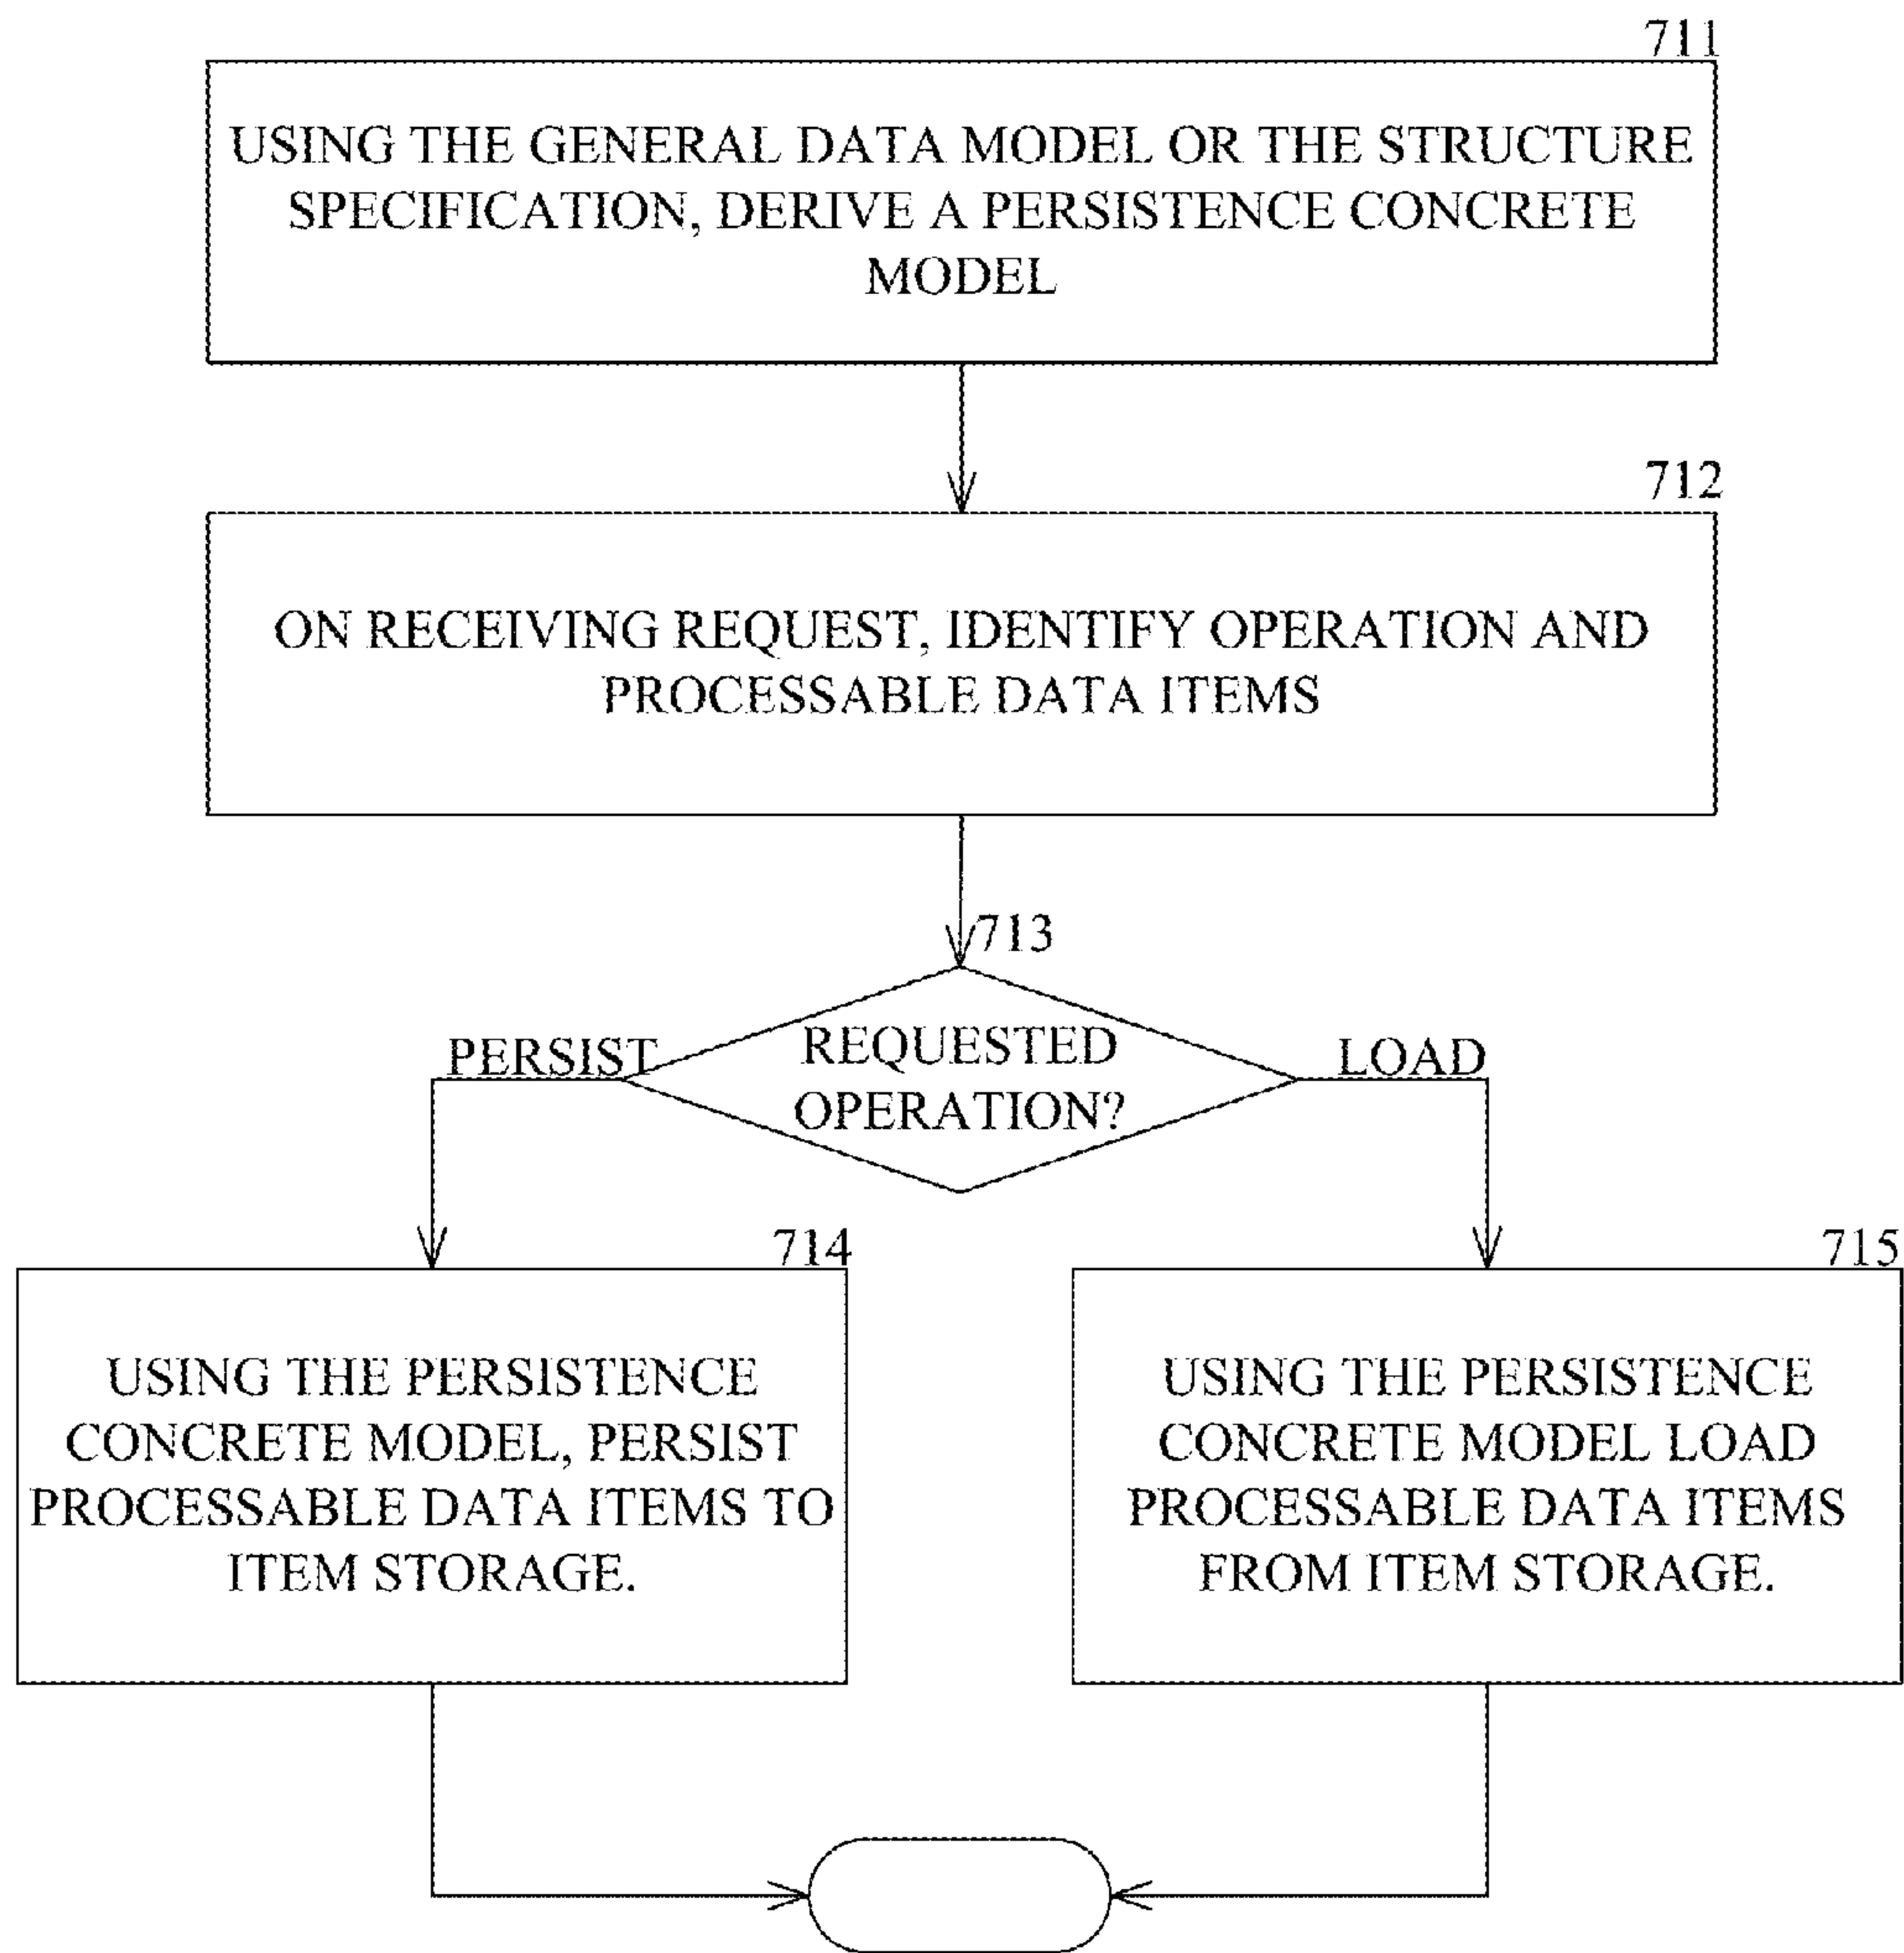 711
USING THE GENERAL DATA MODEL OR THE STRUCTURE
SPECIFICATION, DERIVE A PERSISTENCE CONCRETE
MODEL
712
ON RECEIVING REQUEST, IDENTIFY OPERATION AND
PROCESSABLE DATA ITEMS
713
REQUESTED
OPERATION?
PERSIST
LOAD
714
USING THE PERSISTENCE
CONCRETE MODEL, PERSIST
PROCESSABLE DATA ITEMS TO
ITEM STORAGE.
715
USING THE PERSISTENCE
CONCRETE MODEL LOAD
PROCESSABLE DATA ITEMS
FROM ITEM STORAGE.